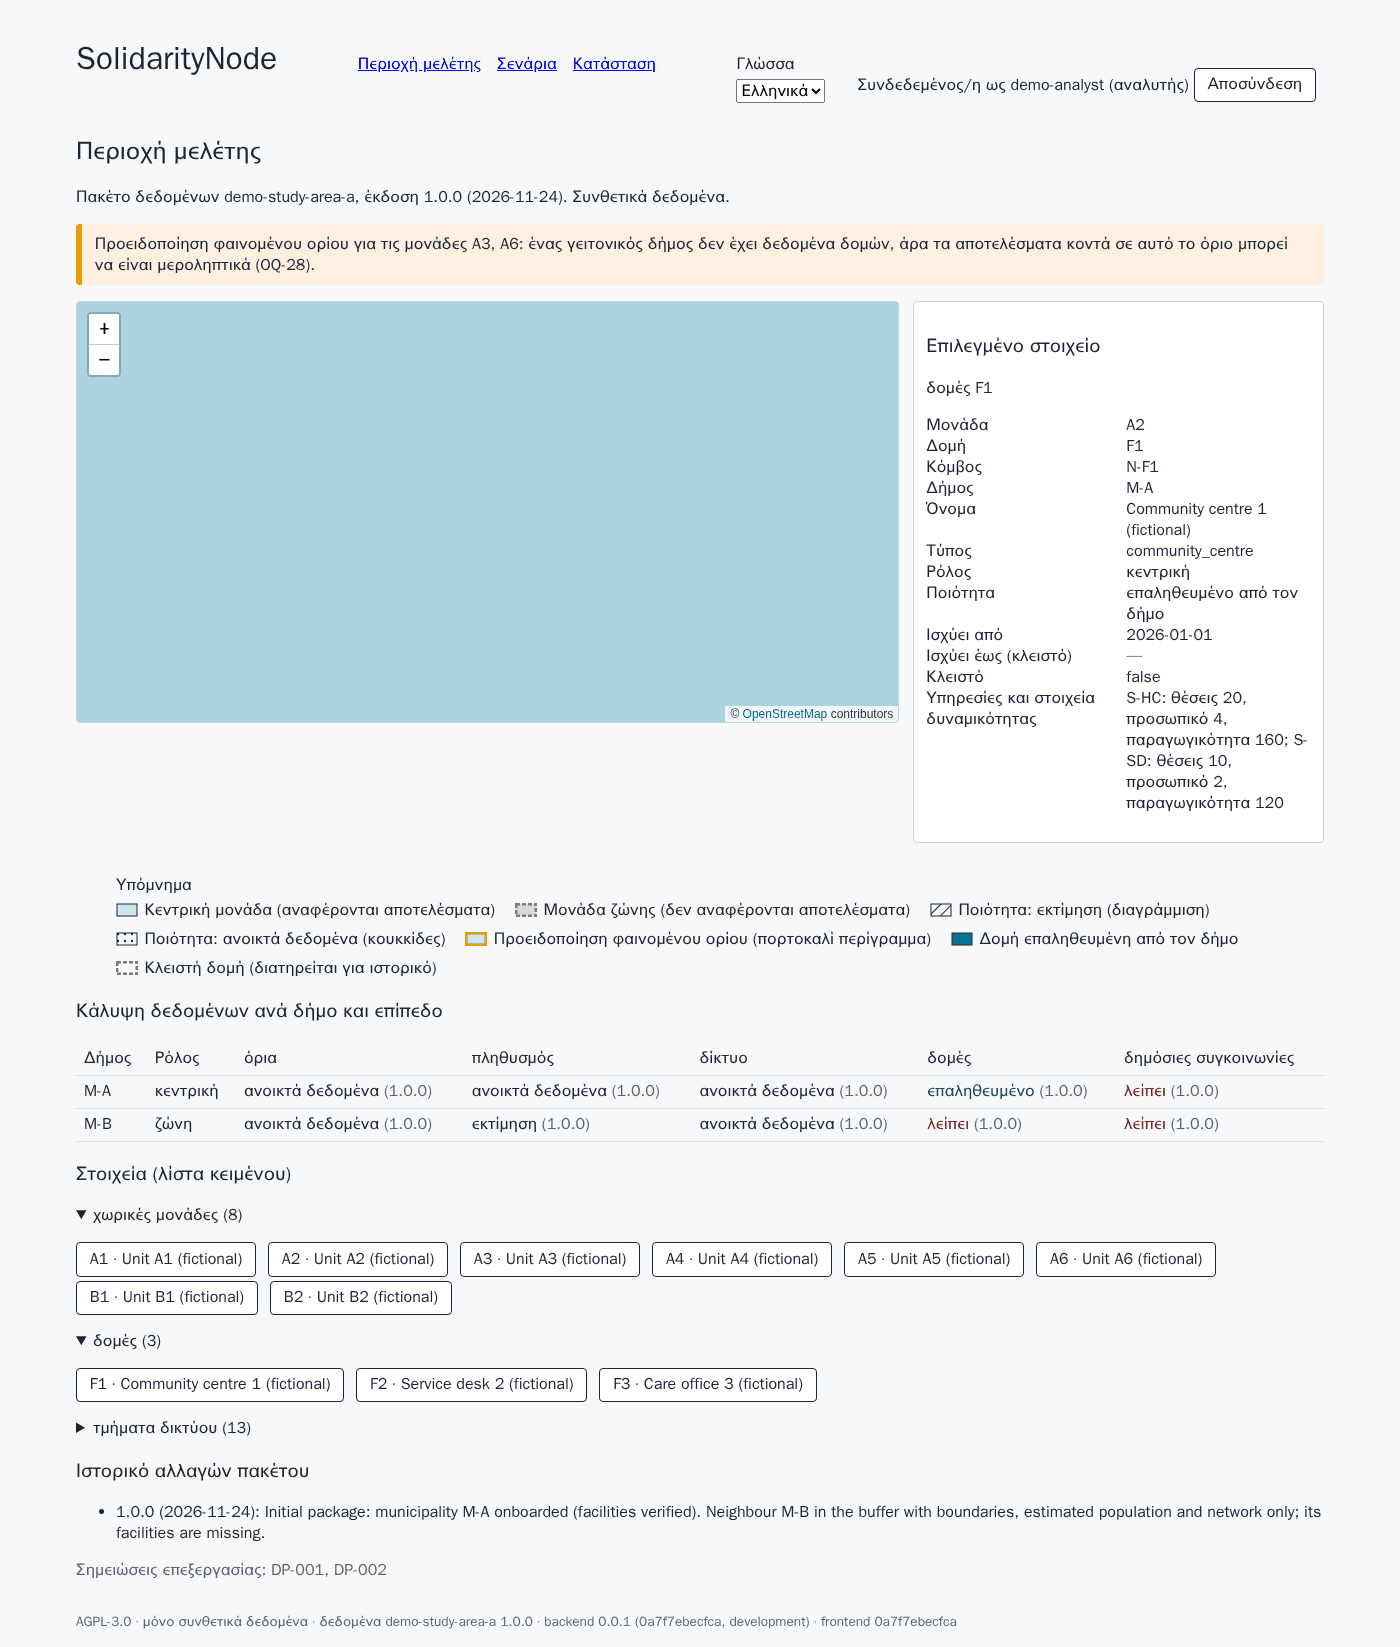 SolidarityNode
Περιοχή μελέτης Σενάρια Κατάσταση
Γλώσσα
Ελληνικά
Συνδεδεμένος/η ως demo-analyst (αναλυτής) Αποσύνδεση
Περιοχή μελέτης
Πακέτο δεδομένων demo-study-area-a, έκδοση 1.0.0 (2026-11-24). Συνθετικά δεδομένα.
Προειδοποίηση φαινομένου ορίου για τις μονάδες A3, A6: ένας γειτονικός δήμος δεν έχει δεδομένα δομών, άρα τα αποτελέσματα κοντά σε αυτό το όριο μπορεί
να είναι μεροληπτικά (OQ-28).
+
−
© OpenStreetMap contributors
Επιλεγμένο στοιχείο
δομές F1
Μονάδα A2
Δομή F1
Κόμβος N-F1
Δήμος M-A
Όνομα Community centre 1
(fictional)
Τύπος community_centre
Ρόλος κεντρική
Ποιότητα επαληθευμένο από τον
δήμο
Ισχύει από 2026-01-01
Ισχύει έως (κλειστό) —
Κλειστό false
Υπηρεσίες και στοιχεία S-HC: θέσεις 20,
δυναμικότητας προσωπικό 4,
παραγωγικότητα 160; S-
SD: θέσεις 10,
προσωπικό 2,
παραγωγικότητα 120
Υπόμνημα
Κεντρική μονάδα (αναφέρονται αποτελέσματα) Μονάδα ζώνης (δεν αναφέρονται αποτελέσματα) Ποιότητα: εκτίμηση (διαγράμμιση)
Ποιότητα: ανοικτά δεδομένα (κουκκίδες) Προειδοποίηση φαινομένου ορίου (πορτοκαλί περίγραμμα) Δομή επαληθευμένη από τον δήμο
Κλειστή δομή (διατηρείται για ιστορικό)
Κάλυψη δεδομένων ανά δήμο και επίπεδο
Δήμος Ρόλος όρια πληθυσμός δίκτυο δομές δημόσιες συγκοινωνίες
M-A κεντρική ανοικτά δεδομένα (1.0.0) ανοικτά δεδομένα (1.0.0) ανοικτά δεδομένα (1.0.0) επαληθευμένο (1.0.0) λείπει (1.0.0)
M-B ζώνη ανοικτά δεδομένα (1.0.0) εκτίμηση (1.0.0) ανοικτά δεδομένα (1.0.0) λείπει (1.0.0) λείπει (1.0.0)
Στοιχεία (λίστα κειμένου)
▼ χωρικές μονάδες (8)
A1 · Unit A1 (fictional) A2 · Unit A2 (fictional) A3 · Unit A3 (fictional) A4 · Unit A4 (fictional) A5 · Unit A5 (fictional) A6 · Unit A6 (fictional)
B1 · Unit B1 (fictional) B2 · Unit B2 (fictional)
▼ δομές (3)
F1 · Community centre 1 (fictional) F2 · Service desk 2 (fictional) F3 · Care office 3 (fictional)
▶ τμήματα δικτύου (13)
Ιστορικό αλλαγών πακέτου
• 1.0.0 (2026-11-24): Initial package: municipality M-A onboarded (facilities verified). Neighbour M-B in the buffer with boundaries, estimated population and network only; its
facilities are missing.
Σημειώσεις επεξεργασίας: DP-001, DP-002
AGPL-3.0 · μόνο συνθετικά δεδομένα · δεδομένα demo-study-area-a 1.0.0 · backend 0.0.1 (0a7f7ebecfca, development) · frontend 0a7f7ebecfca